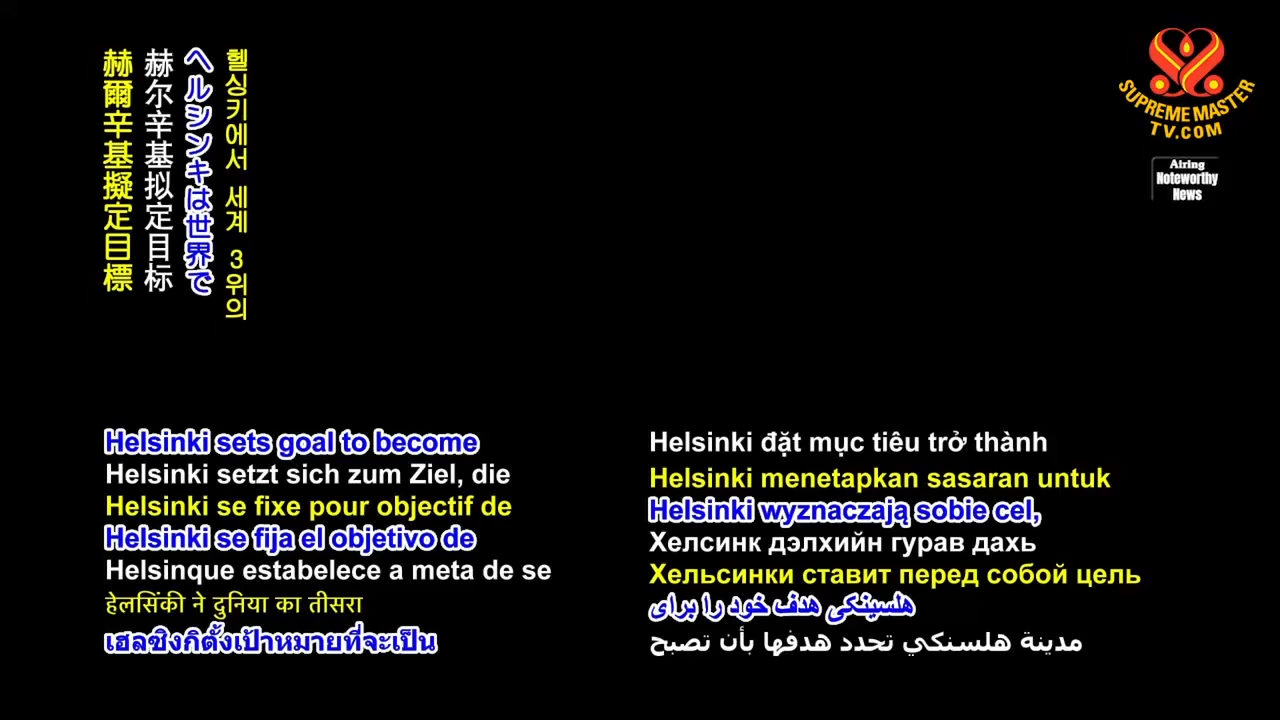 赫爾辛基擬定目標
赫尔辛基拟定目标
ヘルシンキは世界で
헬싱키에서 세계 3위의
SUPREME MASTER
TV.COM
Airing
Noteworthy
News
Helsinki sets goal to become
Helsinki setzt sich zum Ziel, die
Helsinki se fixe pour objectif de
Helsinki se fija el objetivo de
Helsinque estabelece a meta de se
हेलसिंकी ने दुनिया का तीसरा
เฮลซิงกิตั้งเป้าหมายที่จะเป็น
Helsinki đặt mục tiêu trở thành
Helsinki menetapkan sasaran untuk
Helsinki wyznaczają sobie cel,
Хелсинк дэлхийн гурав дахь
Хельсинки ставит перед собой цель
هلسینکی هدف خود را برای
مدينة هلسنكي تحدد هدفها بأن تصبح